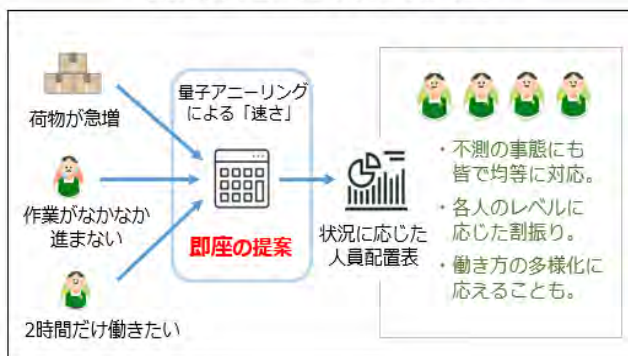 荷物が急増
作業がなかなか
進まない
2時間だけ働きたい
量子アニーリング
による「速さ」
即座の提案
状況に応じた
人員配置表
・不測の事態にも
皆で均等に対応。
・各人のレベルに
応じた割振り。
・働き方の多様化に
応えることも。